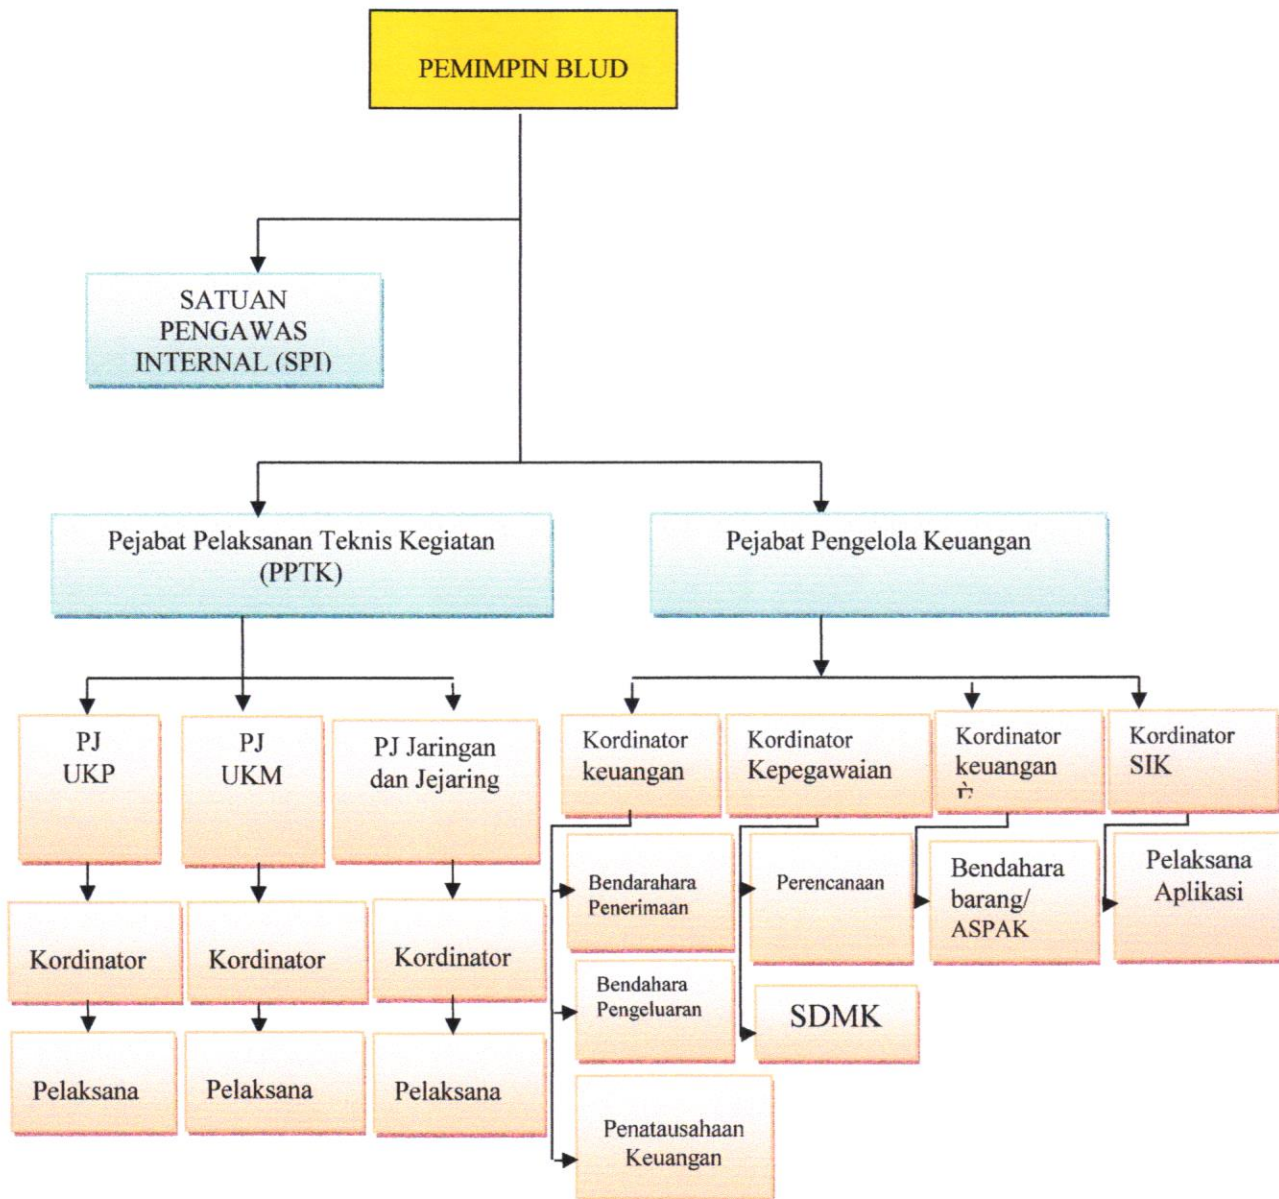 PEMIMPIN BLUD
SATUAN
PENGAWAS
INTERNAL (SPI)
Pejabat Pelaksanan Teknis Kegiatan
(PPTK)
Pejabat Pengelola Keuangan
PJ
UKP
PJ
UKM
PJ Jaringan
dan Jejaring
Kordinator
keuangan
Kordinator
Kepegawaian
Kordinator
keuangan
Kordinator
SIK
Bendarahara
Penerimaan
Perencanaan
Bendahara
barang/
ASPAK
Pelaksana
Aplikasi
Kordinator
Kordinator
Kordinator
Bendahara
Pengeluaran
SDMK
Pelaksana
Pelaksana
Pelaksana
Penatausahaan
Keuangan